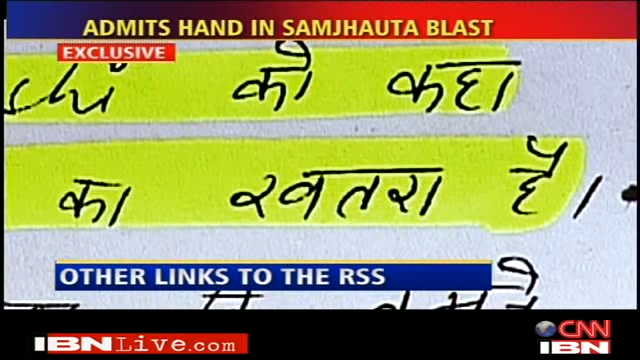 ADMITS HAND IN SAMJHAUTA BLAST
EXCLUSIVE
को कहा
का खतरा है।
OTHER LINKS TO THE RSS
IBNLive.com
CNN
IBN